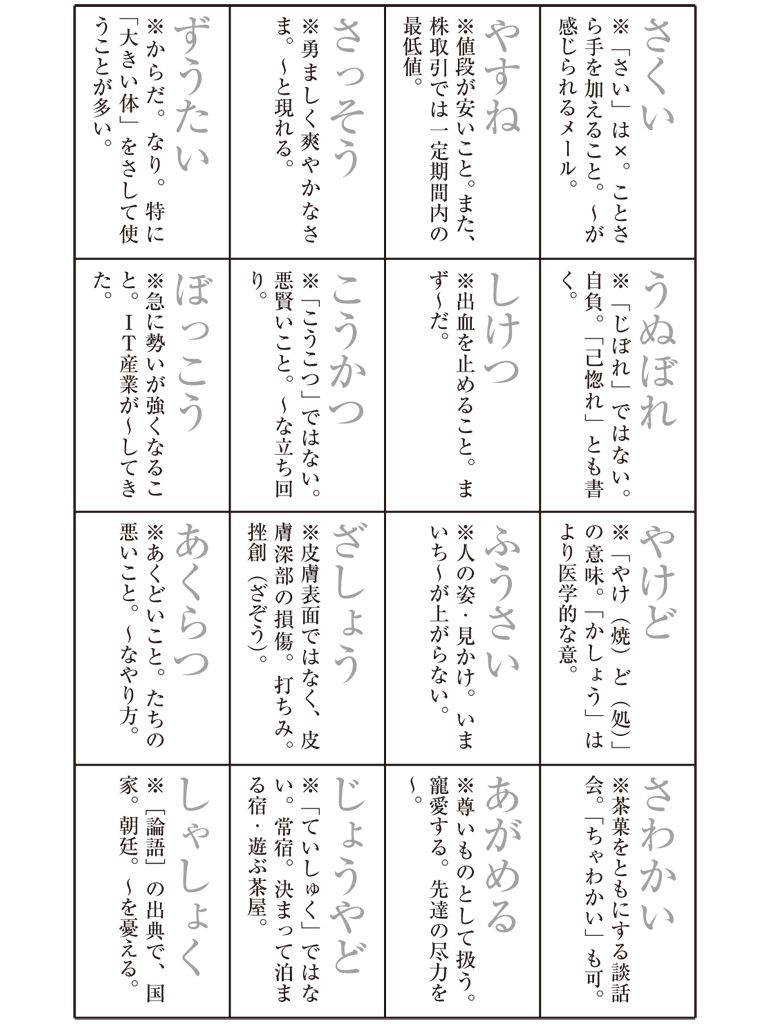 さくい
※「さい」は×。ことさ
ら手を加えること。～が
感じられるメール。
やすね
※値段が安いこと。また、
株取引では一定期間内の
最低値。
さっそう
※勇ましく爽やかなさ
ま。～と現れる。
ずうたい
※からだ。なり。特に
「大きい体」をさして使
うことが多い。
うぬぼれ
※「じぼれ」ではない。
自負。「己惚れ」とも書
く。
しけつ
※出血を止めること。ま
ず～だ。
こうかつ
※「こうこつ」ではない。
悪賢いこと。～な立ち回
り。
ぼっこう
※急に勢いが強くなるこ
と。ＩＴ産業が～してき
た。
やけど
※「やけ（焼）ど（処）」
の意味。「かしょう」は
より医学的な意。
ふうさい
※人の姿・見かけ。いま
いち～が上がらない。
ざしょう
※皮膚表面ではなく、皮
膚深部の損傷。打ちみ。
挫創（ざぞう）。
あくらつ
※あくどいこと。たちの
悪いこと。～なやり方。
さわかい
※茶菓をともにする談話
会。「ちゃわかい」も可。
あがめる
※尊いものとして扱う。
寵愛する。先達の尽力を
～。
じょうやど
※「ていしゅく」ではな
い。常宿。決まって泊ま
る宿・遊ぶ茶屋。
しゃしょく
※［論語］の出典で、国
家。朝廷。～を憂える。